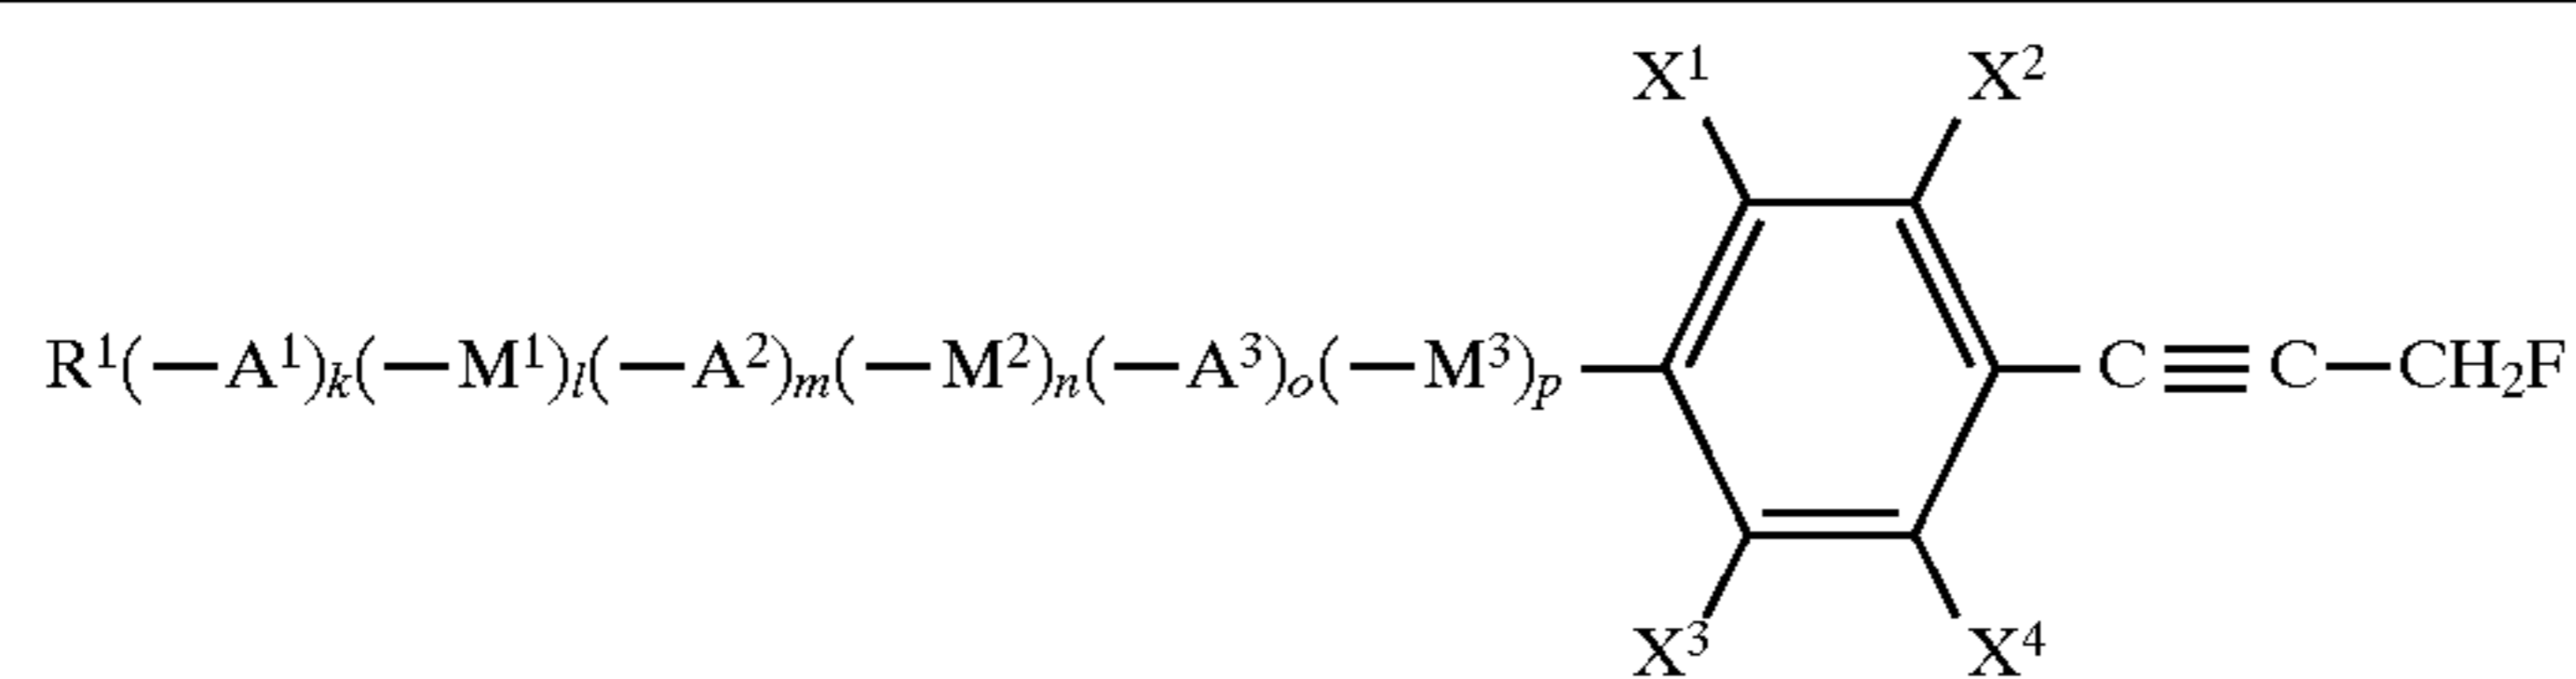 X¹ X²
R¹(—A¹)ₖ(—M¹)ₗ(—A²)ₘ(—M²)ₙ(—A³)ₒ(—M³)ₚ—C≡C—CH₂F
X³ X⁴